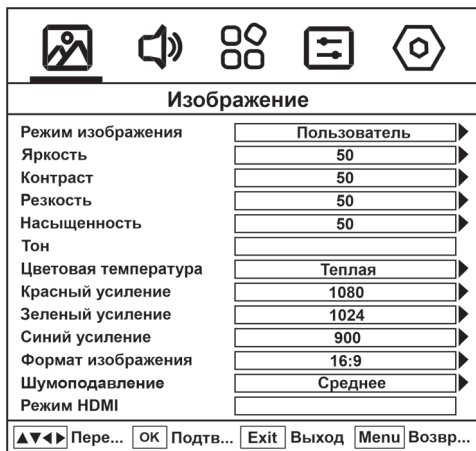 Изображение
Режим изображения Пользователь
Яркость 50
Контраст 50
Резкость 50
Насыщенность 50
Тон
Цветовая температура Теплая
Красный усиление 1080
Зеленый усиление 1024
Синий усиление 900
Формат изображения 16:9
Шумоподавление Среднее
Режим HDMI
Пере... OK Подтв... Exit Выход Menu Возвр...